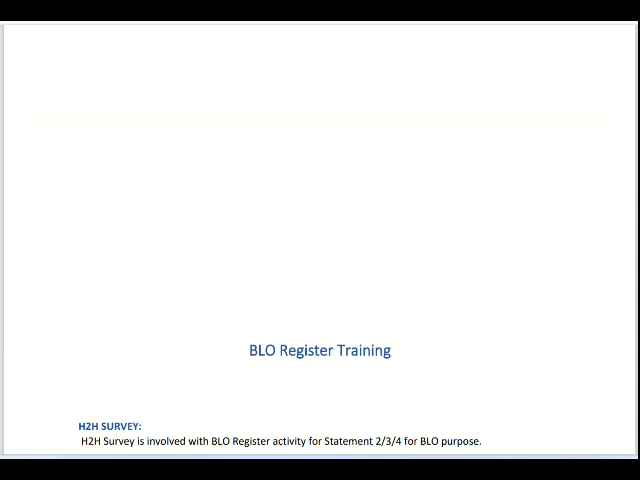 BLO Register Training
H2H SURVEY:
H2H Survey is involved with BLO Register activity for Statement 2/3/4 for BLO purpose.